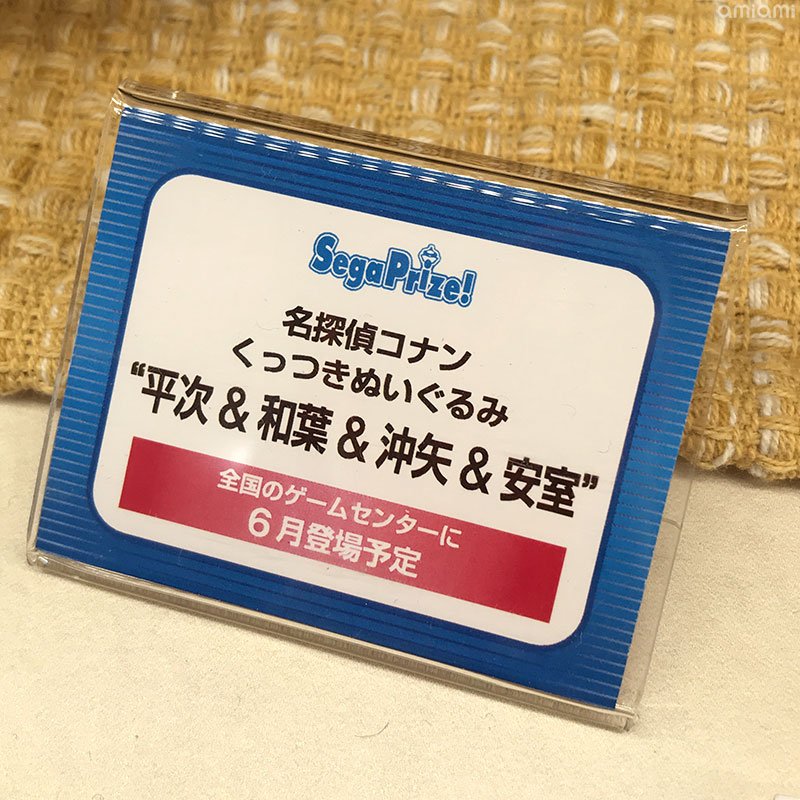 amiami
SegaPrize!
名探偵コナン
くっつきぬいぐるみ
“平次＆和葉＆沖矢＆安室”
全国のゲームセンターに
6月登場予定